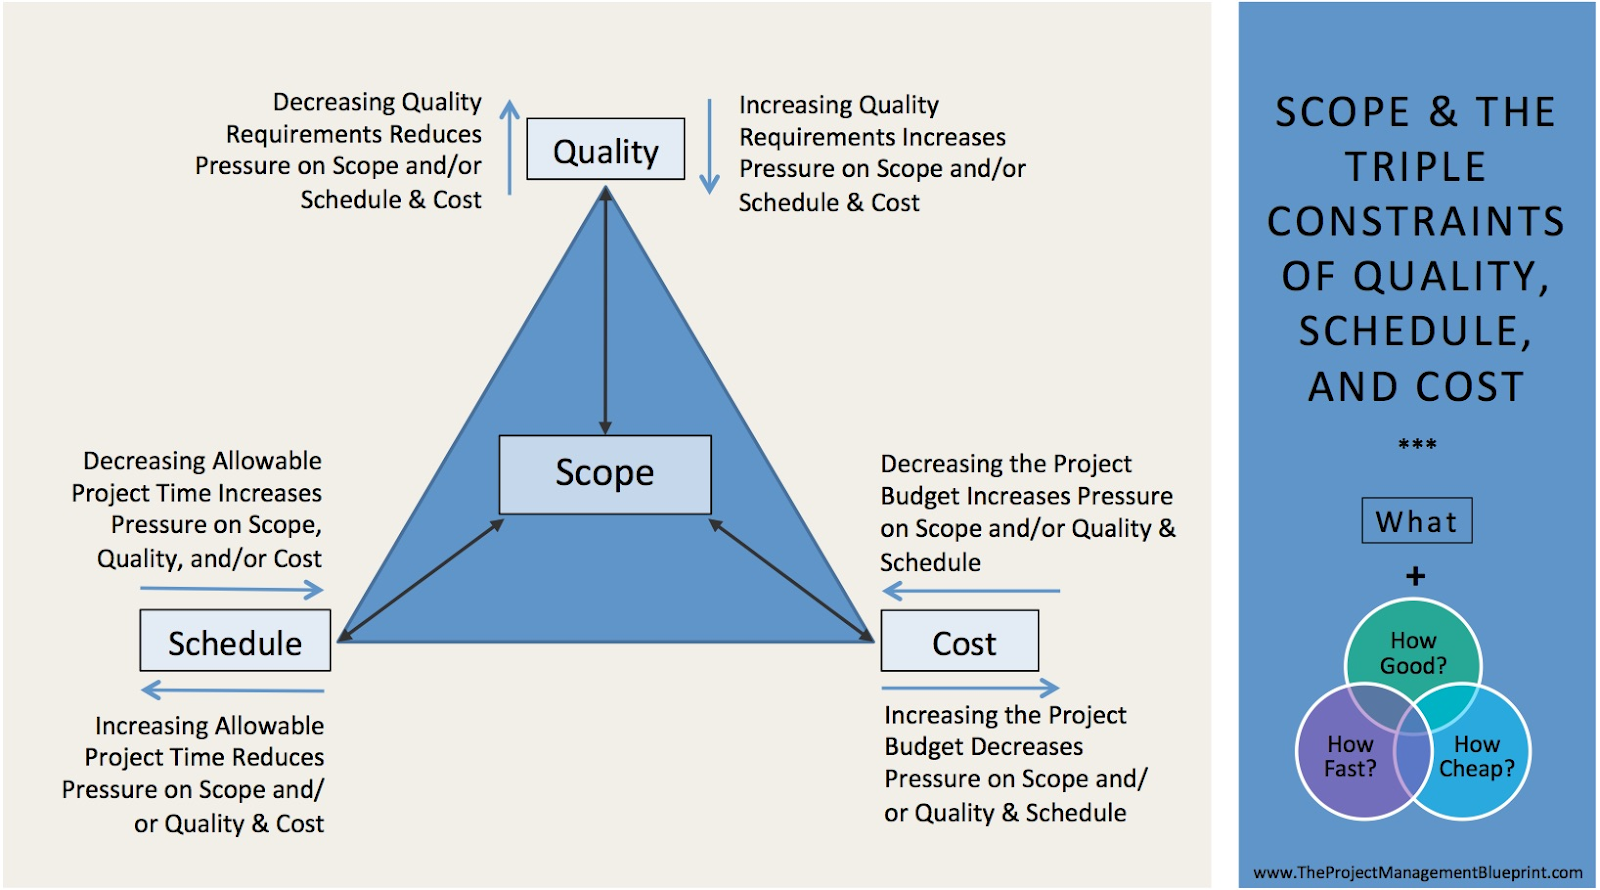 Decreasing Quality
Requirements Reduces
Pressure on Scope and/or
Schedule & Cost
Quality
Increasing Quality
Requirements Increases
Pressure on Scope and/or
Schedule & Cost
Scope
Decreasing Allowable
Project Time Increases
Pressure on Scope,
Quality, and/or Cost
Schedule
Increasing Allowable
Project Time Reduces
Pressure on Scope and/
or Quality & Cost
Decreasing the Project
Budget Increases Pressure
on Scope and/or Quality &
Schedule
Cost
Increasing the Project
Budget Decreases
Pressure on Scope and/
or Quality & Schedule
SCOPE & THE
TRIPLE
CONSTRAINTS
OF QUALITY,
SCHEDULE,
AND COST
***
What
+
How
Good?
How
Fast?
How
Cheap?
www.TheProjectManagementBlueprint.com